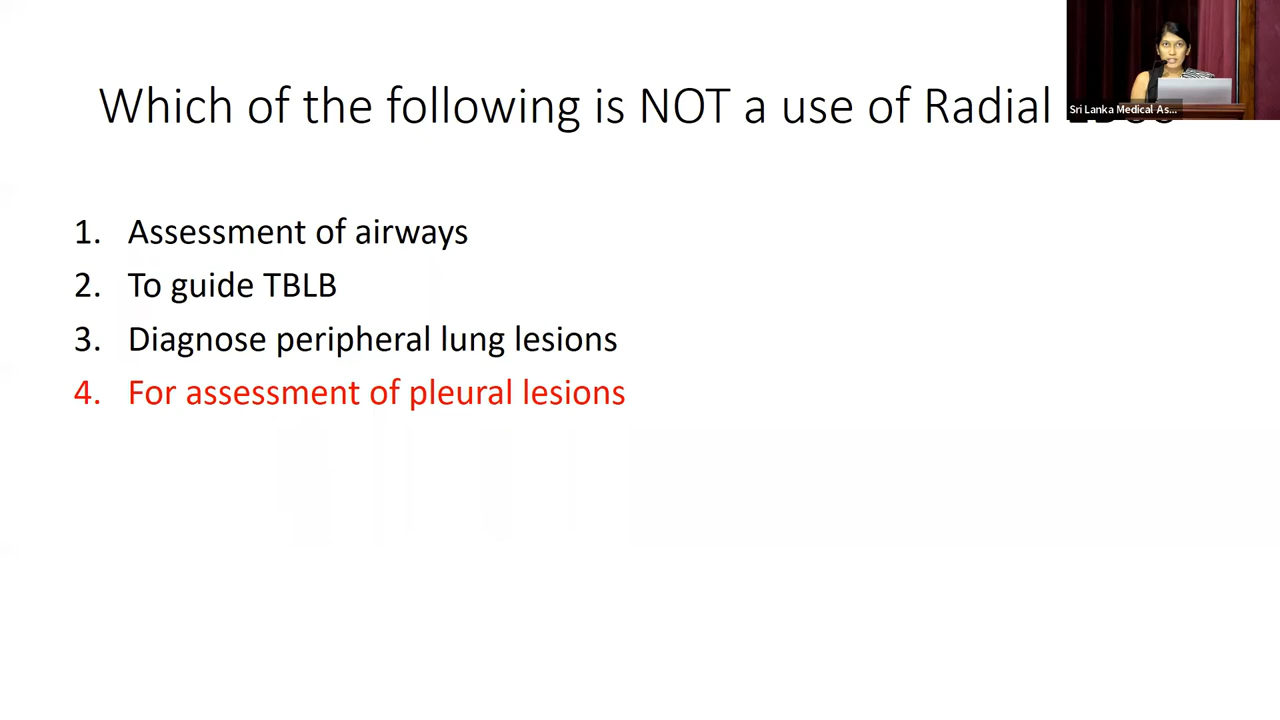 Which of the following is NOT a use of Radial
Sri Lanka Medical As...
1. Assessment of airways
2. To guide TBLB
3. Diagnose peripheral lung lesions
4. For assessment of pleural lesions